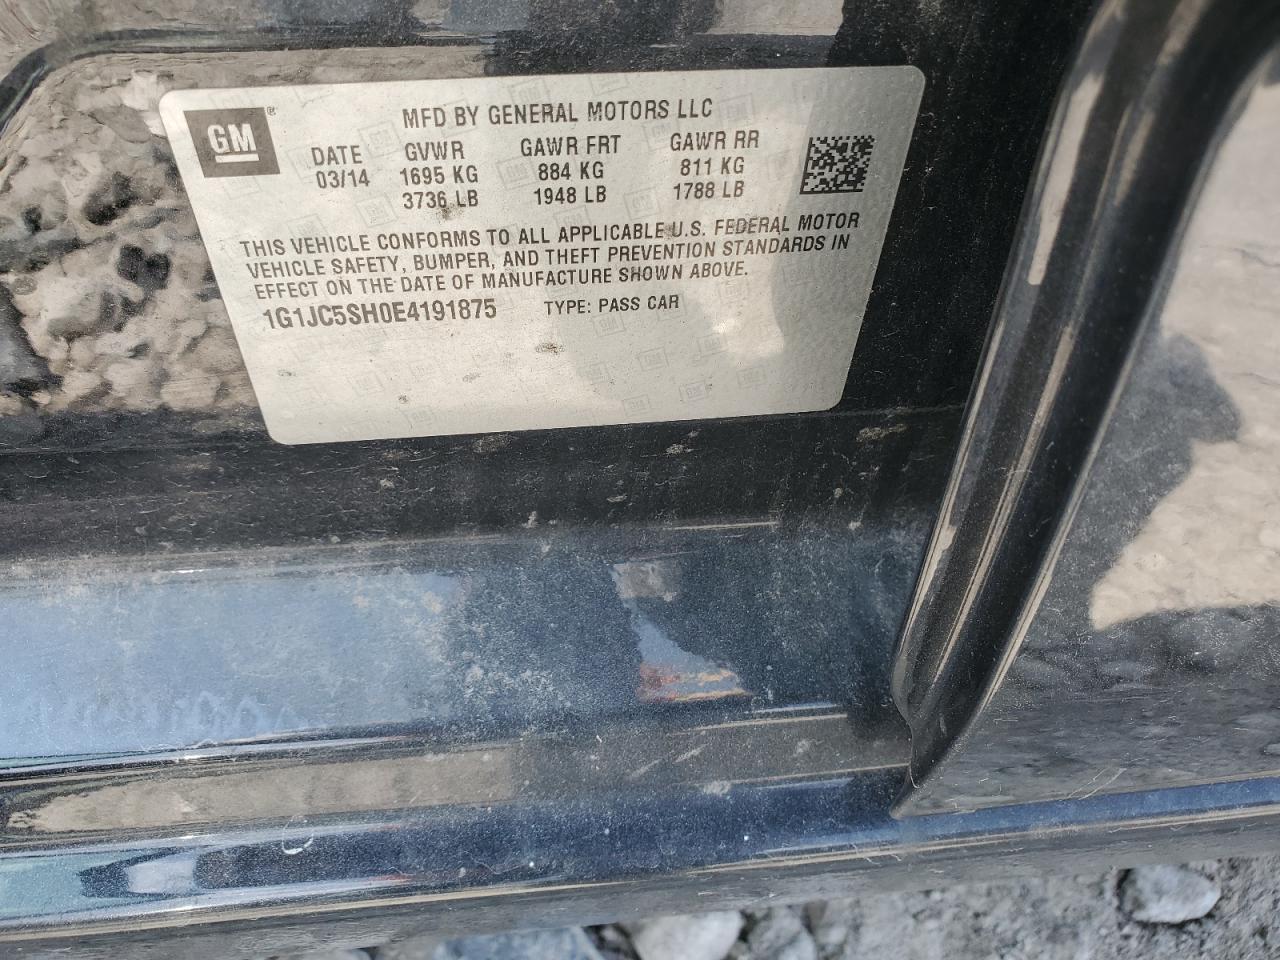 GM ®
MFD BY GENERAL MOTORS LLC
DATE GVWR GAWR FRT GAWR RR
03/14 1695 KG 884 KG 811 KG
3736 LB 1948 LB 1788 LB
THIS VEHICLE CONFORMS TO ALL APPLICABLE U.S. FEDERAL MOTOR
VEHICLE SAFETY, BUMPER, AND THEFT PREVENTION STANDARDS IN
EFFECT ON THE DATE OF MANUFACTURE SHOWN ABOVE.
1G1JC5SH0E4191875 TYPE: PASS CAR